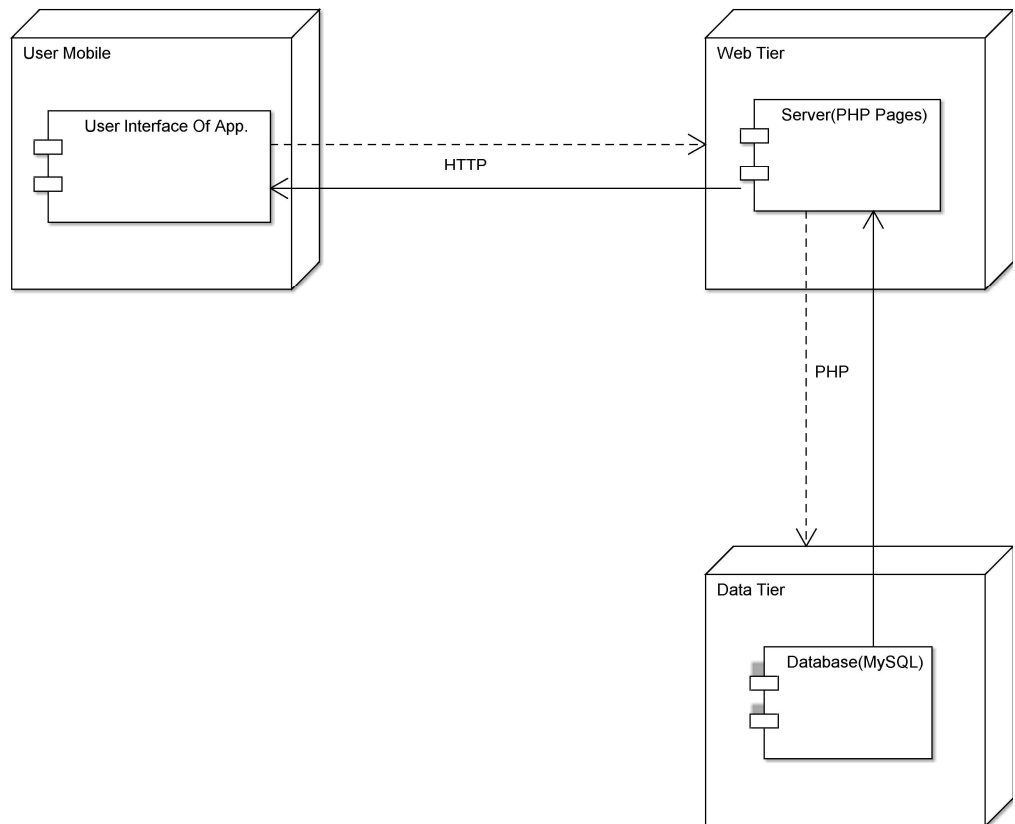 User Mobile
User Interface Of App.
HTTP
Web Tier
Server(PHP Pages)
PHP
Data Tier
Database(MySQL)